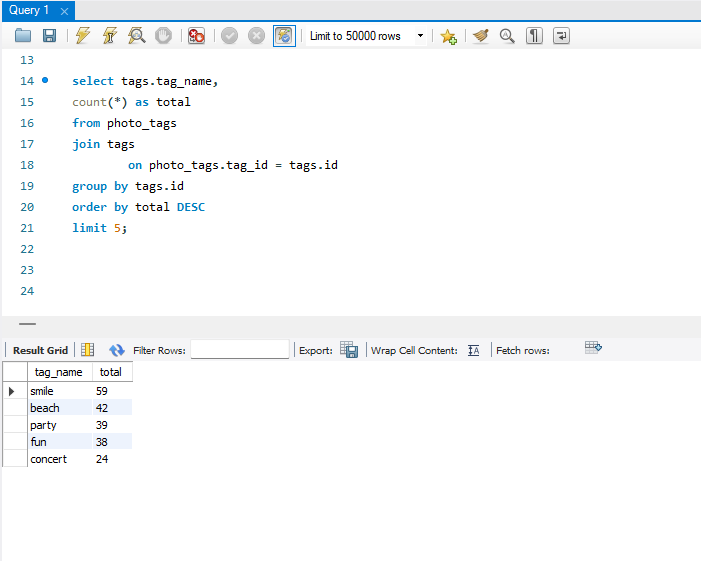 Query 1
Limit to 50000 rows
13
14 select tags.tag_name,
15 count(*) as total
16 from photo_tags
17 join tags
18 on photo_tags.tag_id = tags.id
19 group by tags.id
20 order by total DESC
21 limit 5;
22
23
24
Result Grid Filter Rows: Export: Wrap Cell Content: Fetch rows:
tag_name total
smile 59
beach 42
party 39
fun 38
concert 24